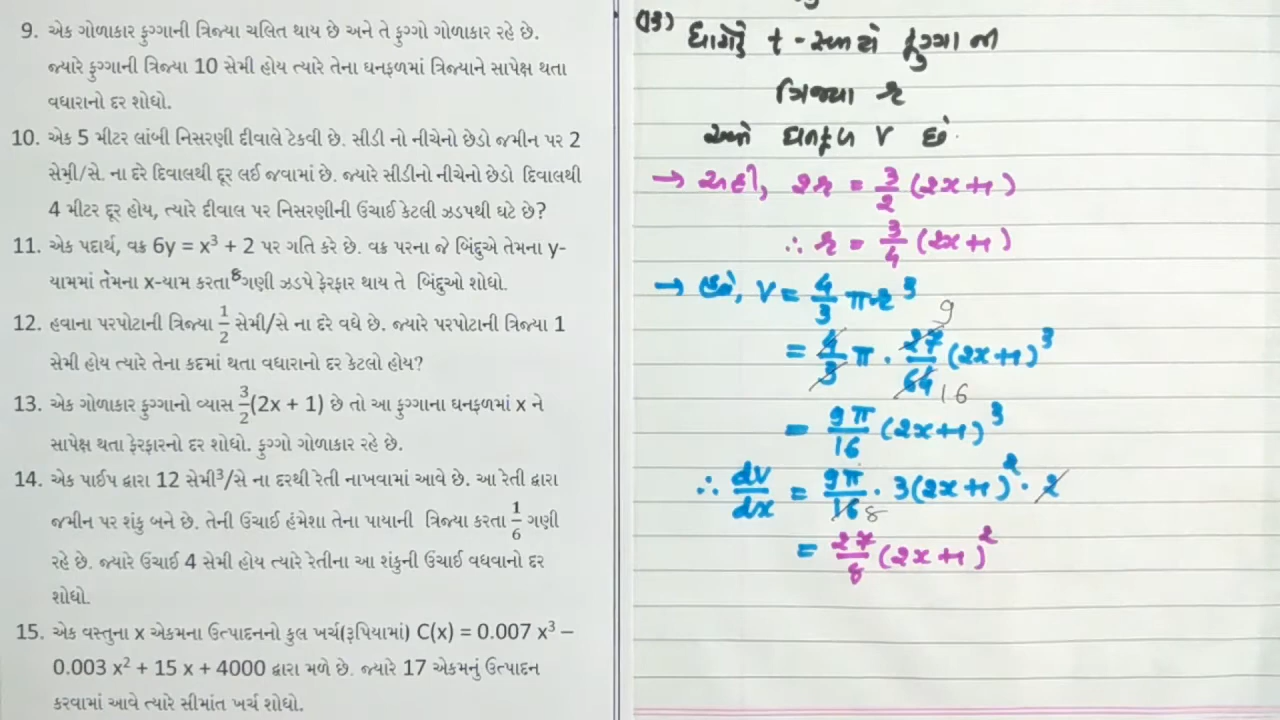 9. એક ગોળાકાર ફુગ્ગાની ત્રિજ્યા ચલિત થાય છે અને તે ફુગ્ગો ગોળાકાર રહે છે.
જ્યારે ફુગ્ગાની ત્રિજ્યા 10 સેમી હોય ત્યારે તેના ઘનફળમાં ત્રિજ્યાને સાપેક્ષ થતા
વધારાનો દર શોધો.
10. એક 5 મીટર લાંબી નિસરણી દીવાલે ટેકવી છે. સીડી નો નીચેનો છેડો જમીન પર 2
સેમી/સે. ના દરે દિવાલથી દૂર લઈ જવામાં છે. જ્યારે સીડીનો નીચેનો છેડો દિવાલથી
4 મીટર દૂર હોય, ત્યારે દીવાલ પર નિસરણીની ઉંચાઈ કેટલી ઝડપથી ઘટે છે?
11. એક પદાર્થ, વક્ર 6y = x³ + 2 પર ગતિ કરે છે. વક્ર પરના જે બિંદુએ તેમના y-
યામમાં તેમના x-યામ કરતા 8 ગણી ઝડપે ફેરફાર થાય તે બિંદુઓ શોધો.
12. હવાના પરપોટાની ત્રિજ્યા 1/2 સેમી/સે ના દરે વધે છે. જ્યારે પરપોટાની ત્રિજ્યા 1
સેમી હોય ત્યારે તેના કદમાં થતા વધારાનો દર કેટલો હોય?
13. એક ગોળાકાર ફુગ્ગાનો વ્યાસ 3/2(2x + 1) છે તો આ ફુગ્ગાના ઘનફળમાં x ને
સાપેક્ષ થતા ફેરફારનો દર શોધો. ફુગ્ગો ગોળાકાર રહે છે.
14. એક પાઈપ દ્વારા 12 સેમી³/સે ના દરથી રેતી નાખવામાં આવે છે. આ રેતી દ્વારા
જમીન પર શંકુ બને છે. તેની ઉંચાઈ હંમેશા તેના પાયાની ત્રિજ્યા કરતા 1/6 ગણી
રહે છે. જ્યારે ઉંચાઈ 4 સેમી હોય ત્યારે રેતીના આ શંકુની ઉંચાઈ વધવાનો દર
શોધો.
15. એક વસ્તુના x એકમના ઉત્પાદનનો કુલ ખર્ચ(રૂપિયામાં) C(x) = 0.007 x³ –
0.003 x² + 15 x + 4000 દ્વારા મળે છે. જ્યારે 17 એકમનું ઉત્પાદન
કરવામાં આવે ત્યારે સીમાંત ખર્ચ શોધો.
(13) ધારોકે t - સમયે ફુગ્ગા ની
ત્રિજ્યા r
અને ઘનફળ V છે.
→ અહીં, 2r = 3/2 (2x+1)
∴ r = 3/4 (2x+1)
→ હવે, V = 4/3 πr³
= 4/3 π · 27/64 (2x+1)³ 9 16
= 9π/16 (2x+1)³
∴ dV/dx = 9π/16 · 3(2x+1)² · 2 8
= 27/8 (2x+1)²